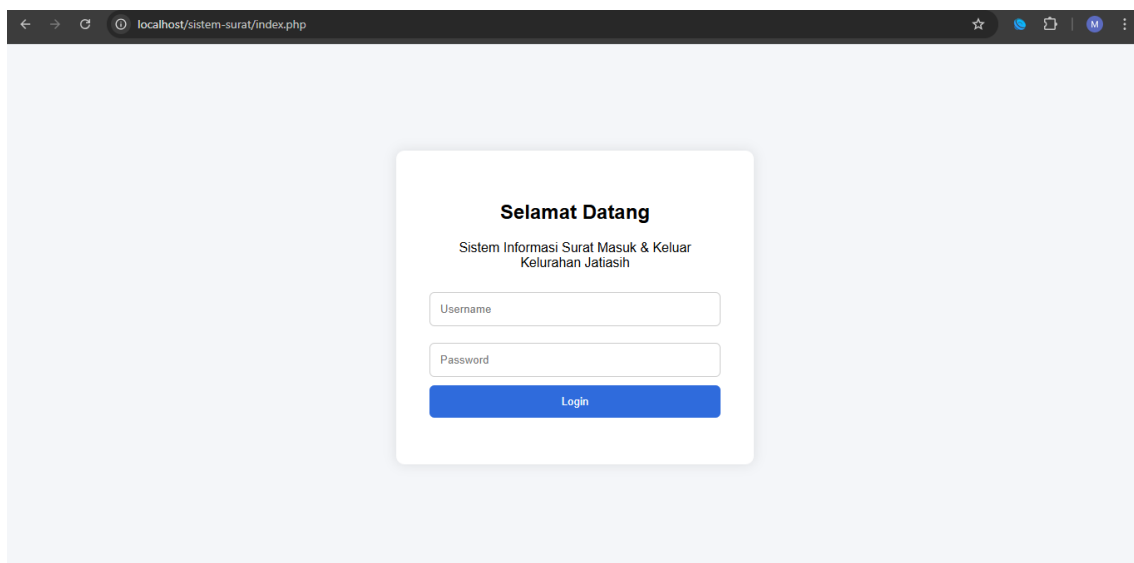 localhost/sistem-surat/index.php
M
Selamat Datang
Sistem Informasi Surat Masuk & Keluar
Kelurahan Jatiasih
Username
Password
Login